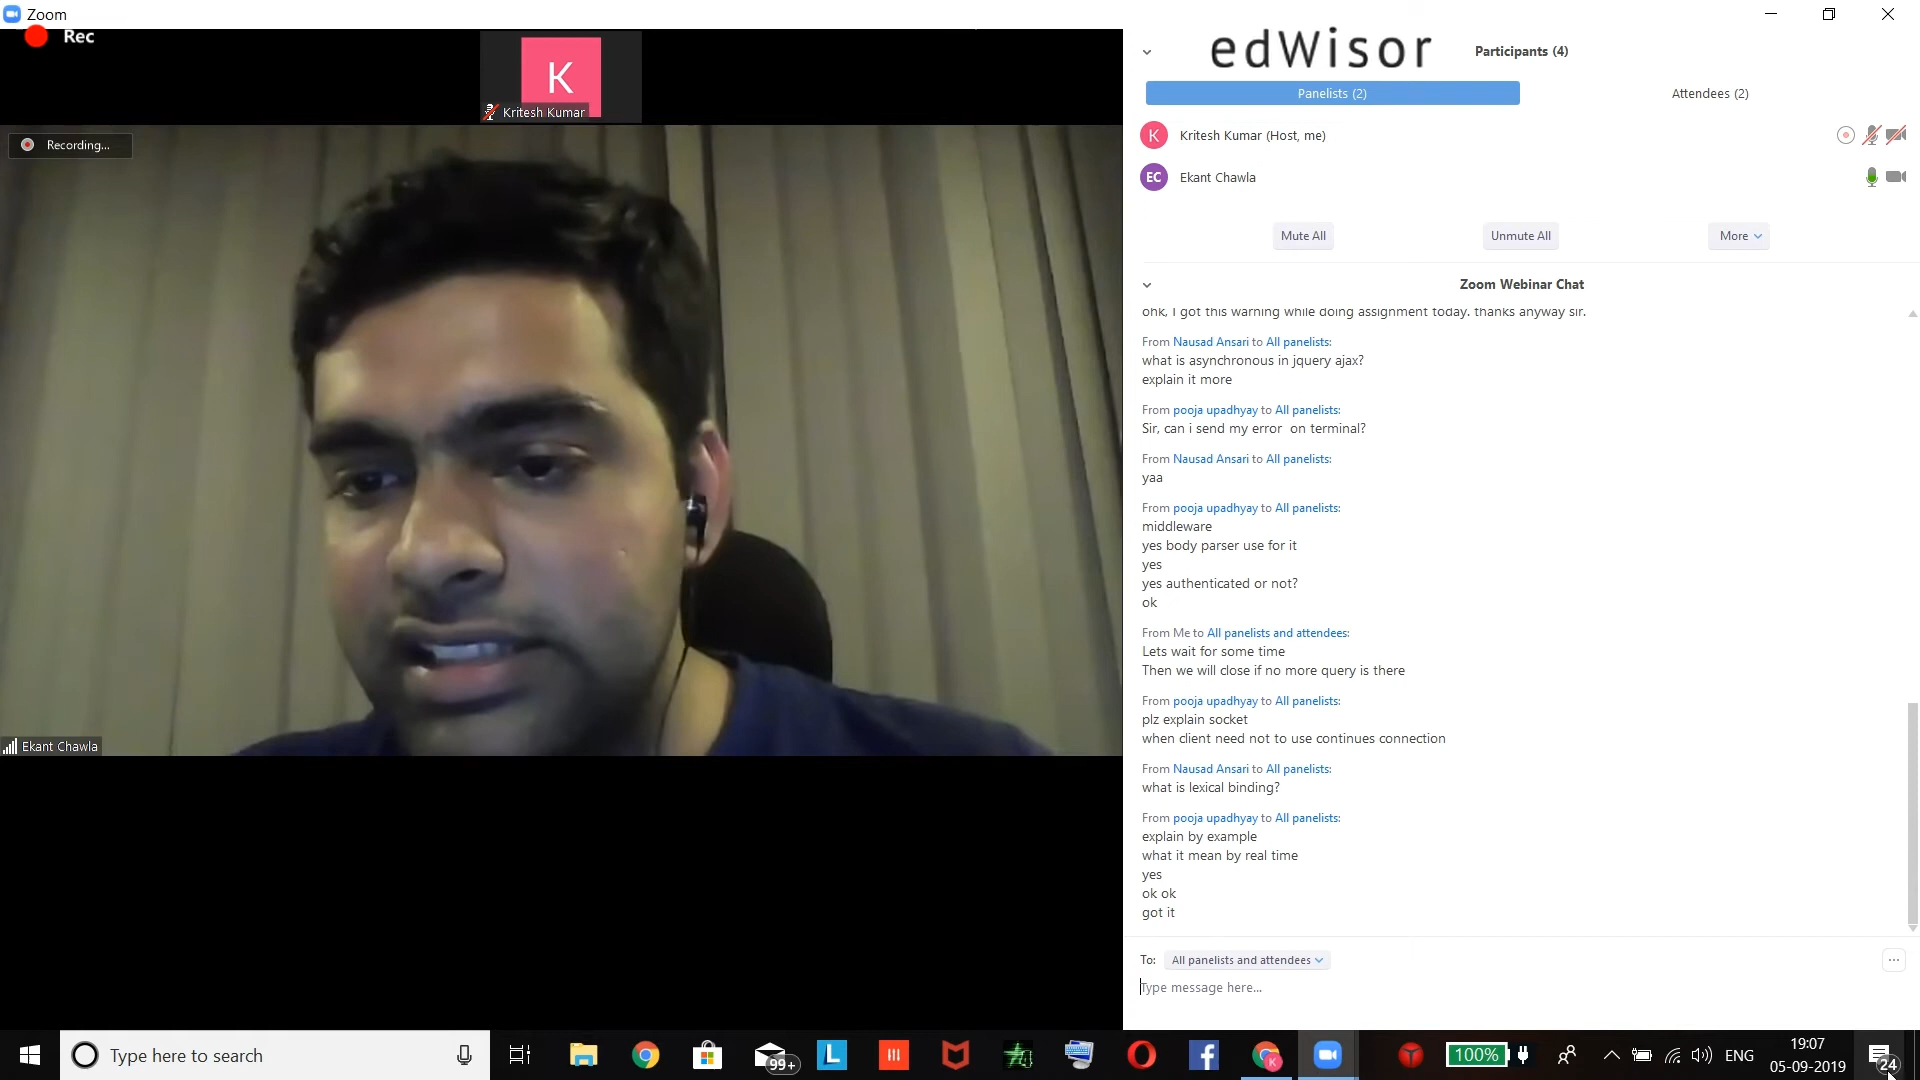 Zoom
Rec
K
Kritesh Kumar
Recording...
Ekant Chawla
edWisor
Participants (4)
Panelists (2)
Attendees (2)
K
Kritesh Kumar (Host, me)
EC
Ekant Chawla
Mute All
Unmute All
More
Zoom Webinar Chat
ohk, I got this warning while doing assignment today. thanks anyway sir.
From Nausad Ansari to All panelists:
what is asynchronous in jquery ajax?
explain it more
From pooja upadhyay to All panelists:
Sir, can i send my error on terminal?
From Nausad Ansari to All panelists:
yaa
From pooja upadhyay to All panelists:
middleware
yes body parser use for it
yes
yes authenticated or not?
ok
From Me to All panelists and attendees:
Lets wait for some time
Then we will close if no more query is there
From pooja upadhyay to All panelists:
plz explain socket
when client need not to use continues connection
From Nausad Ansari to All panelists:
what is lexical binding?
From pooja upadhyay to All panelists:
explain by example
what it mean by real time
yes
ok ok
got it
To: All panelists and attendees
Type message here...
Type here to search
99+
L
K
100%
ENG
19:07
05-09-2019
24